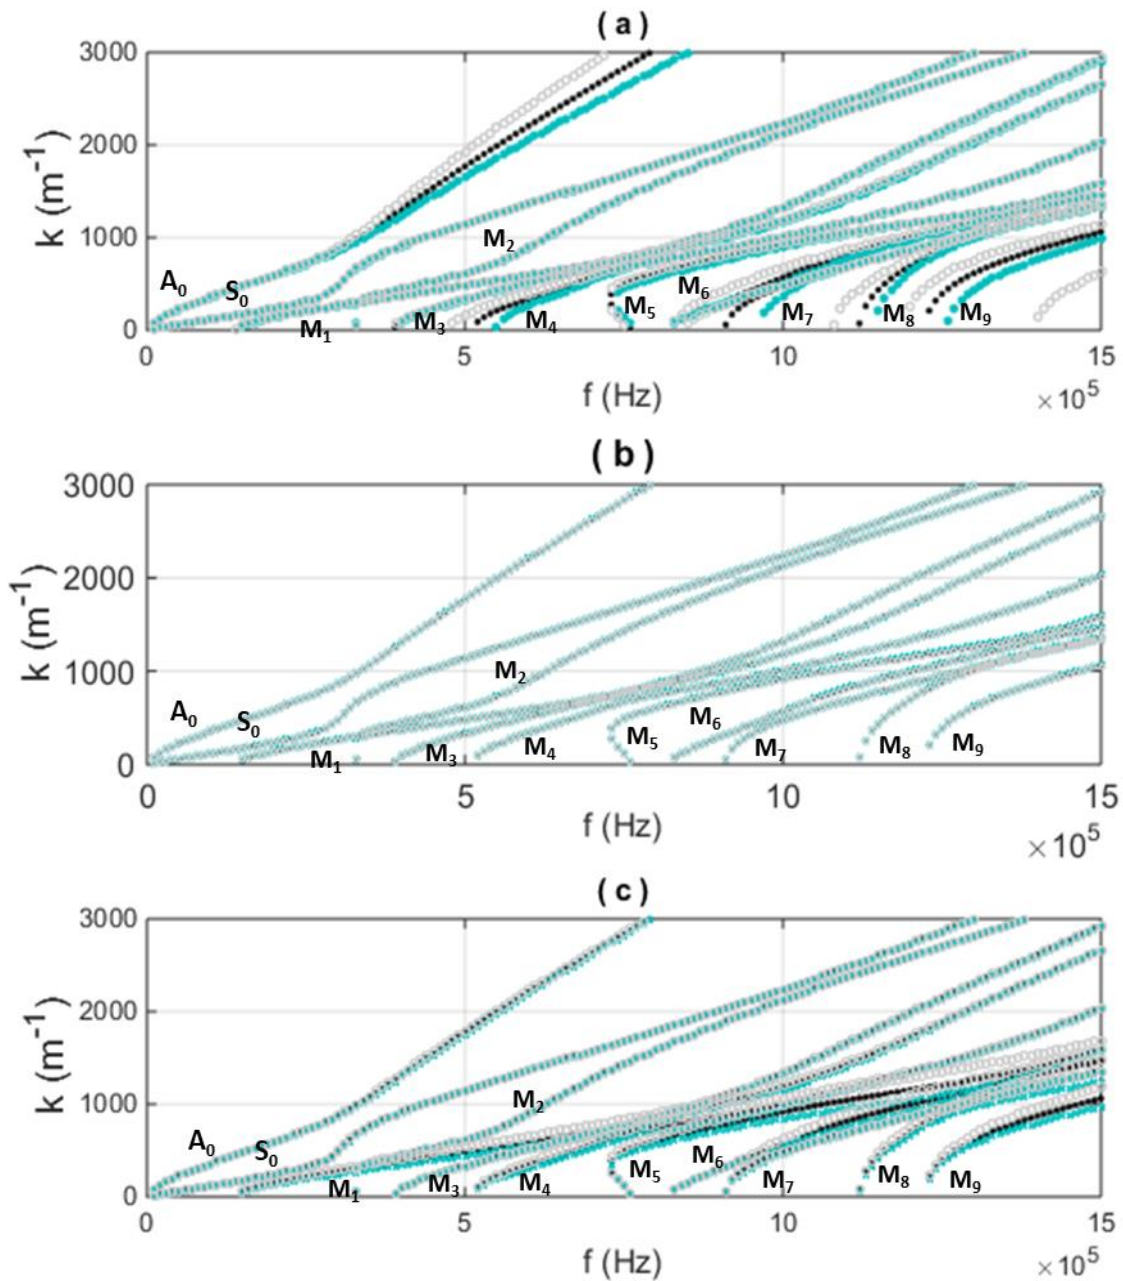 ( a )
3000
2000
1000
0
k (m⁻¹)
A₀
S₀
M₁
M₂
M₃
M₄
M₅
M₆
M₇
M₈
M₉
0
5
10
15
f (Hz)
×10⁵
( b )
3000
2000
1000
0
k (m⁻¹)
A₀
S₀
M₁
M₂
M₃
M₄
M₅
M₆
M₇
M₈
M₉
0
5
10
15
f (Hz)
×10⁵
( c )
3000
2000
1000
0
k (m⁻¹)
A₀
S₀
M₁
M₂
M₃
M₄
M₅
M₆
M₇
M₈
M₉
0
5
10
15
f (Hz)
×10⁵